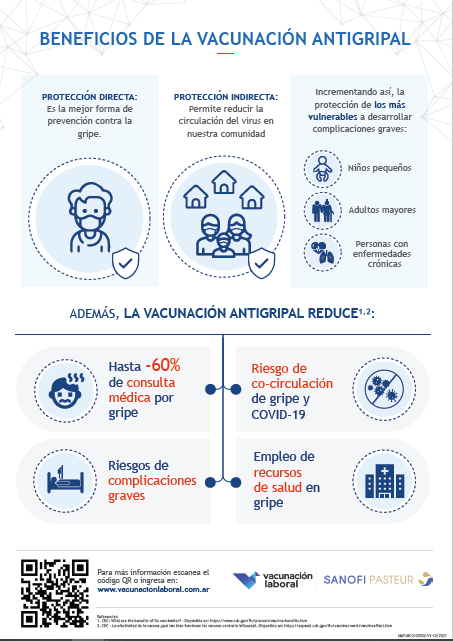 BENEFICIOS DE LA VACUNACIÓN ANTIGRIPAL
PROTECCIÓN DIRECTA:
Es la mejor forma de
prevención contra la
gripe.
PROTECCIÓN INDIRECTA:
Permite reducir la
circulación del virus en
nuestra comunidad
Incrementando así, la
protección de los más
vulnerables a desarrollar
complicaciones graves:
Niños pequeños
Adultos mayores
Personas con
enfermedades
crónicas
ADEMÁS, LA VACUNACIÓN ANTIGRIPAL REDUCE1.2:
Hasta -60%
de consulta
médica por
gripe
Riesgo de
co-circulación
de gripe y
COVID-19
Riesgos de
complicaciones
graves
Empleo de
recursos
de salud en
gripe
Para más información escanea el
código QR o ingresa en:
www.vacunacionlaboral.com.ar
vacunación
laboral
SANOFI PASTEUR
Referencias: